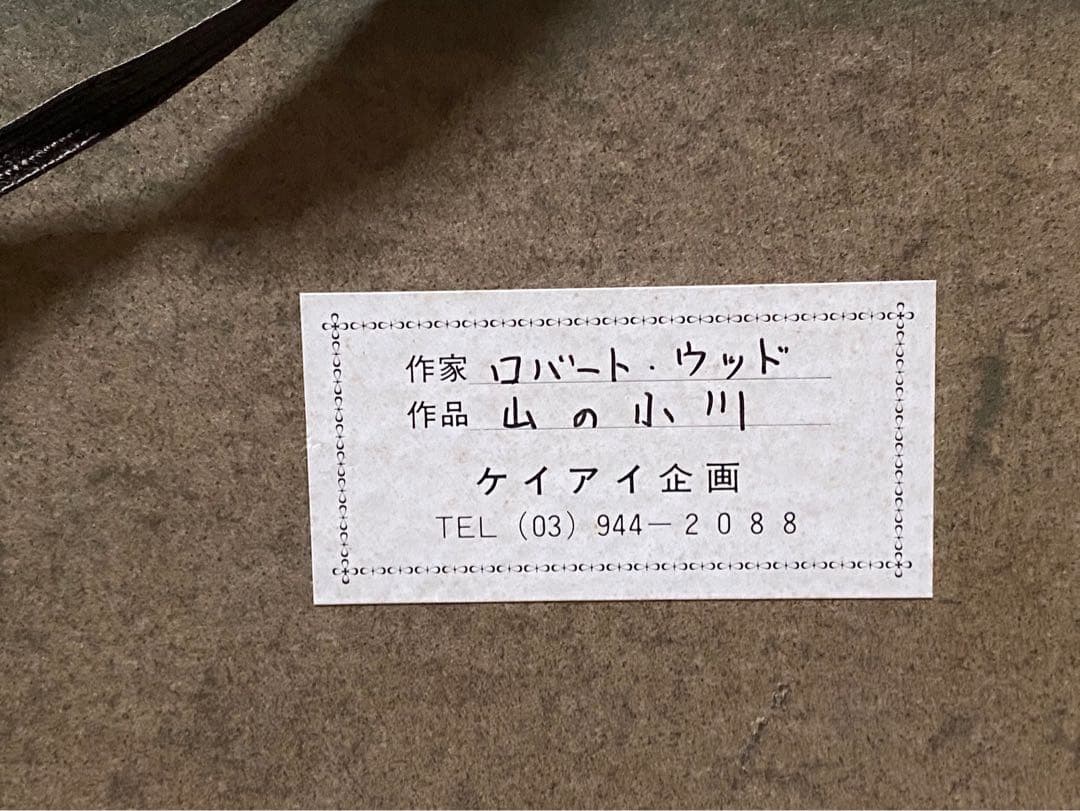 作家 ロバート・ウッド
作品 山の小川
ケイアイ企画
TEL (03) 944-2088